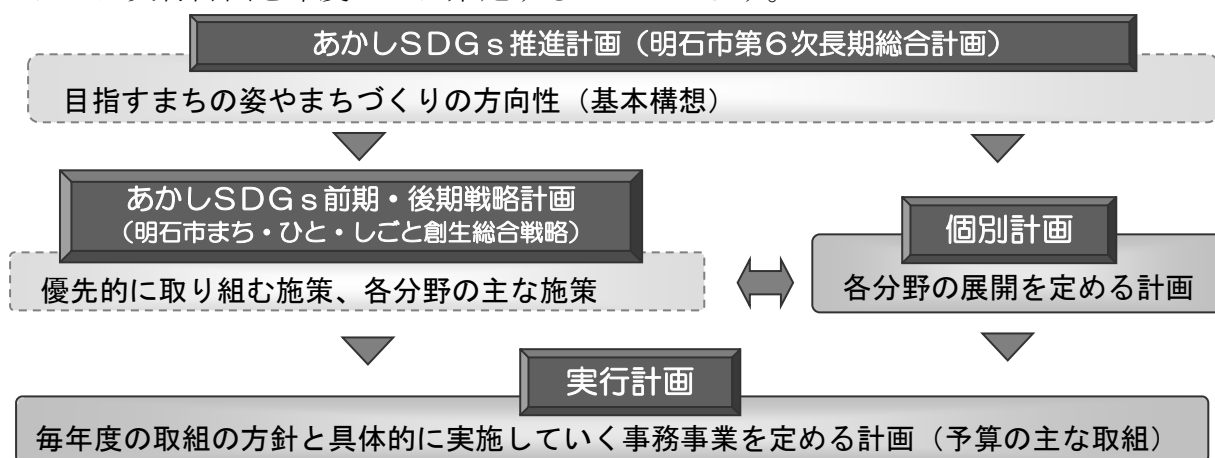 あかしSDGs推進計画（明石市第6次長期総合計画）
目指すまちの姿やまちづくりの方向性（基本構想）
あかしSDGs前期・後期戦略計画
（明石市まち・ひと・しごと創生総合戦略）
個別計画
優先的に取り組む施策、各分野の主な施策
各分野の展開を定める計画
実行計画
毎年度の取組の方針と具体的に実施していく事務事業を定める計画（予算の主な取組）